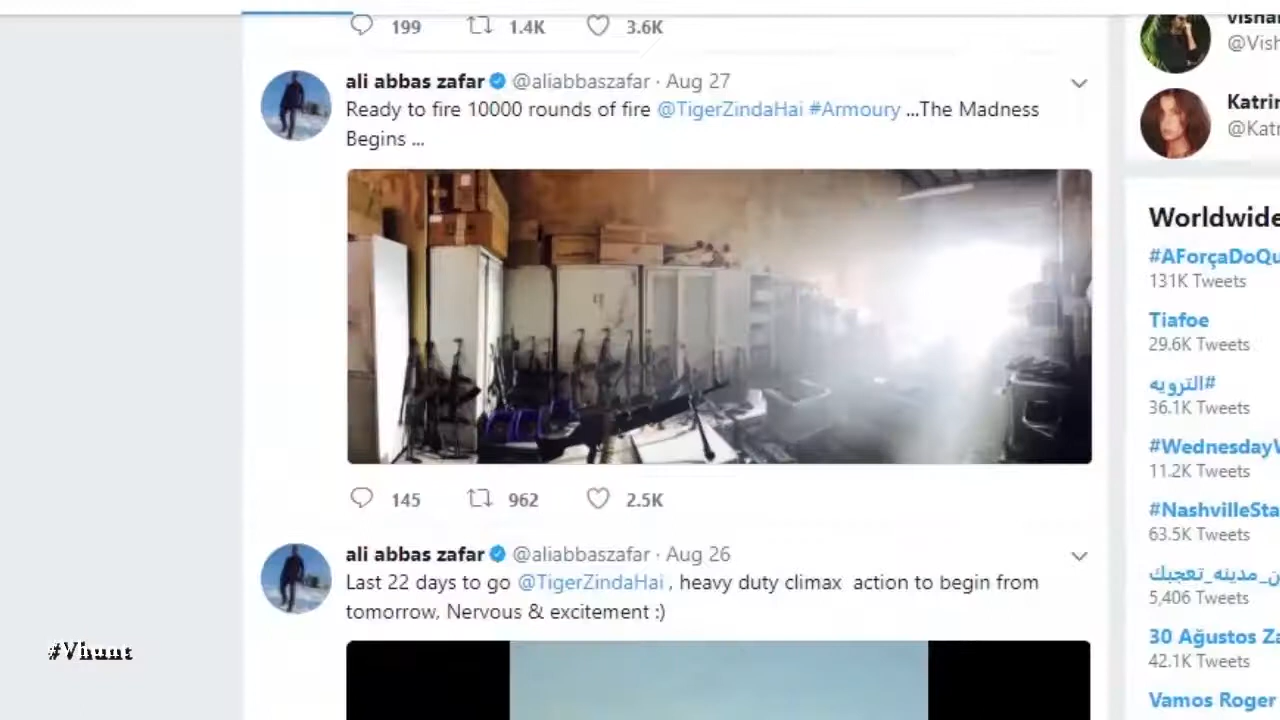 199 1.4K 3.6K
ali abbas zafar @aliabbaszafar · Aug 27
Ready to fire 10000 rounds of fire @TigerZindaHai #Armoury ...The Madness
Begins ...
145 962 2.5K
ali abbas zafar @aliabbaszafar · Aug 26
Last 22 days to go @TigerZindaHai , heavy duty climax action to begin from
tomorrow, Nervous & excitement :)
#Vhunt
@Vish
Katrin
@Katr
Worldwide
#AForçaDoQu
131K Tweets
Tiafoe
29.6K Tweets
#الترويه
36.1K Tweets
#WednesdayW
11.2K Tweets
#NashvilleSta
63.5K Tweets
ن_مدينه_تعجبك
5,406 Tweets
30 Ağustos Za
42.1K Tweets
Vamos Roger